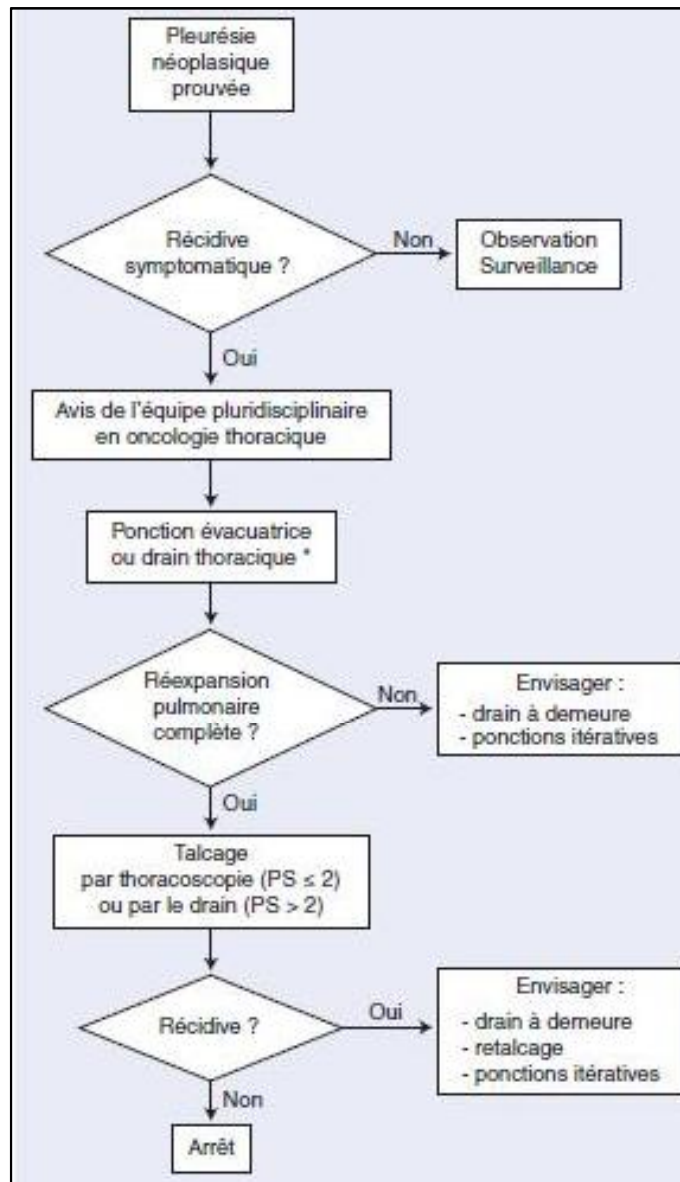 Pleurésie
néoplasique
prouvée
Récidive
symptomatique ?
Non
Observation
Surveillance
Oui
Avis de l'équipe pluridisciplinaire
en oncologie thoracique
Ponction évacuatrice
ou drain thoracique *
Réexpansion
pulmonaire
complète ?
Non
Envisager :
- drain à demeure
- ponctions itératives
Oui
Talcage
par thoracoscopie (PS ≤ 2)
ou par le drain (PS > 2)
Récidive ?
Oui
Envisager :
- drain à demeure
- retalcage
- ponctions itératives
Non
Arrêt